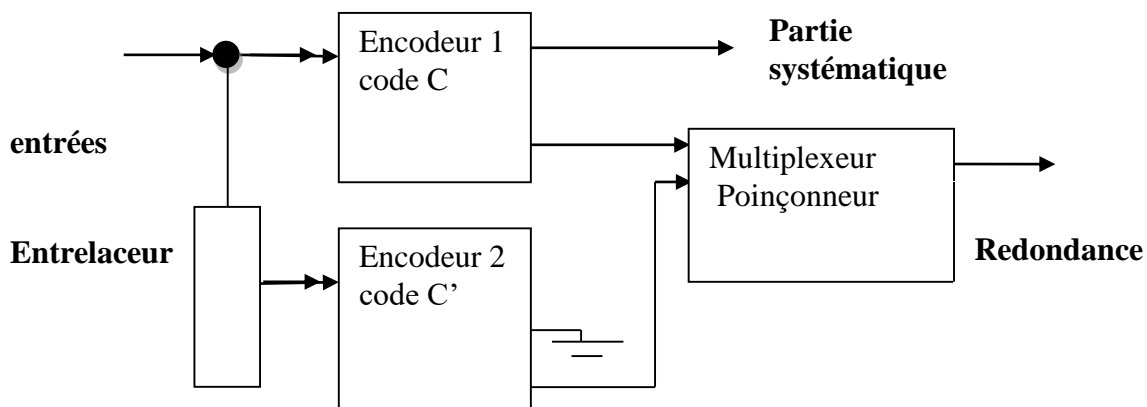 Encodeur 1
code C
Partie
systématique
entrées
Multiplexeur
Poinçonneur
Entrelaceur
Encodeur 2
code C’
Redondance